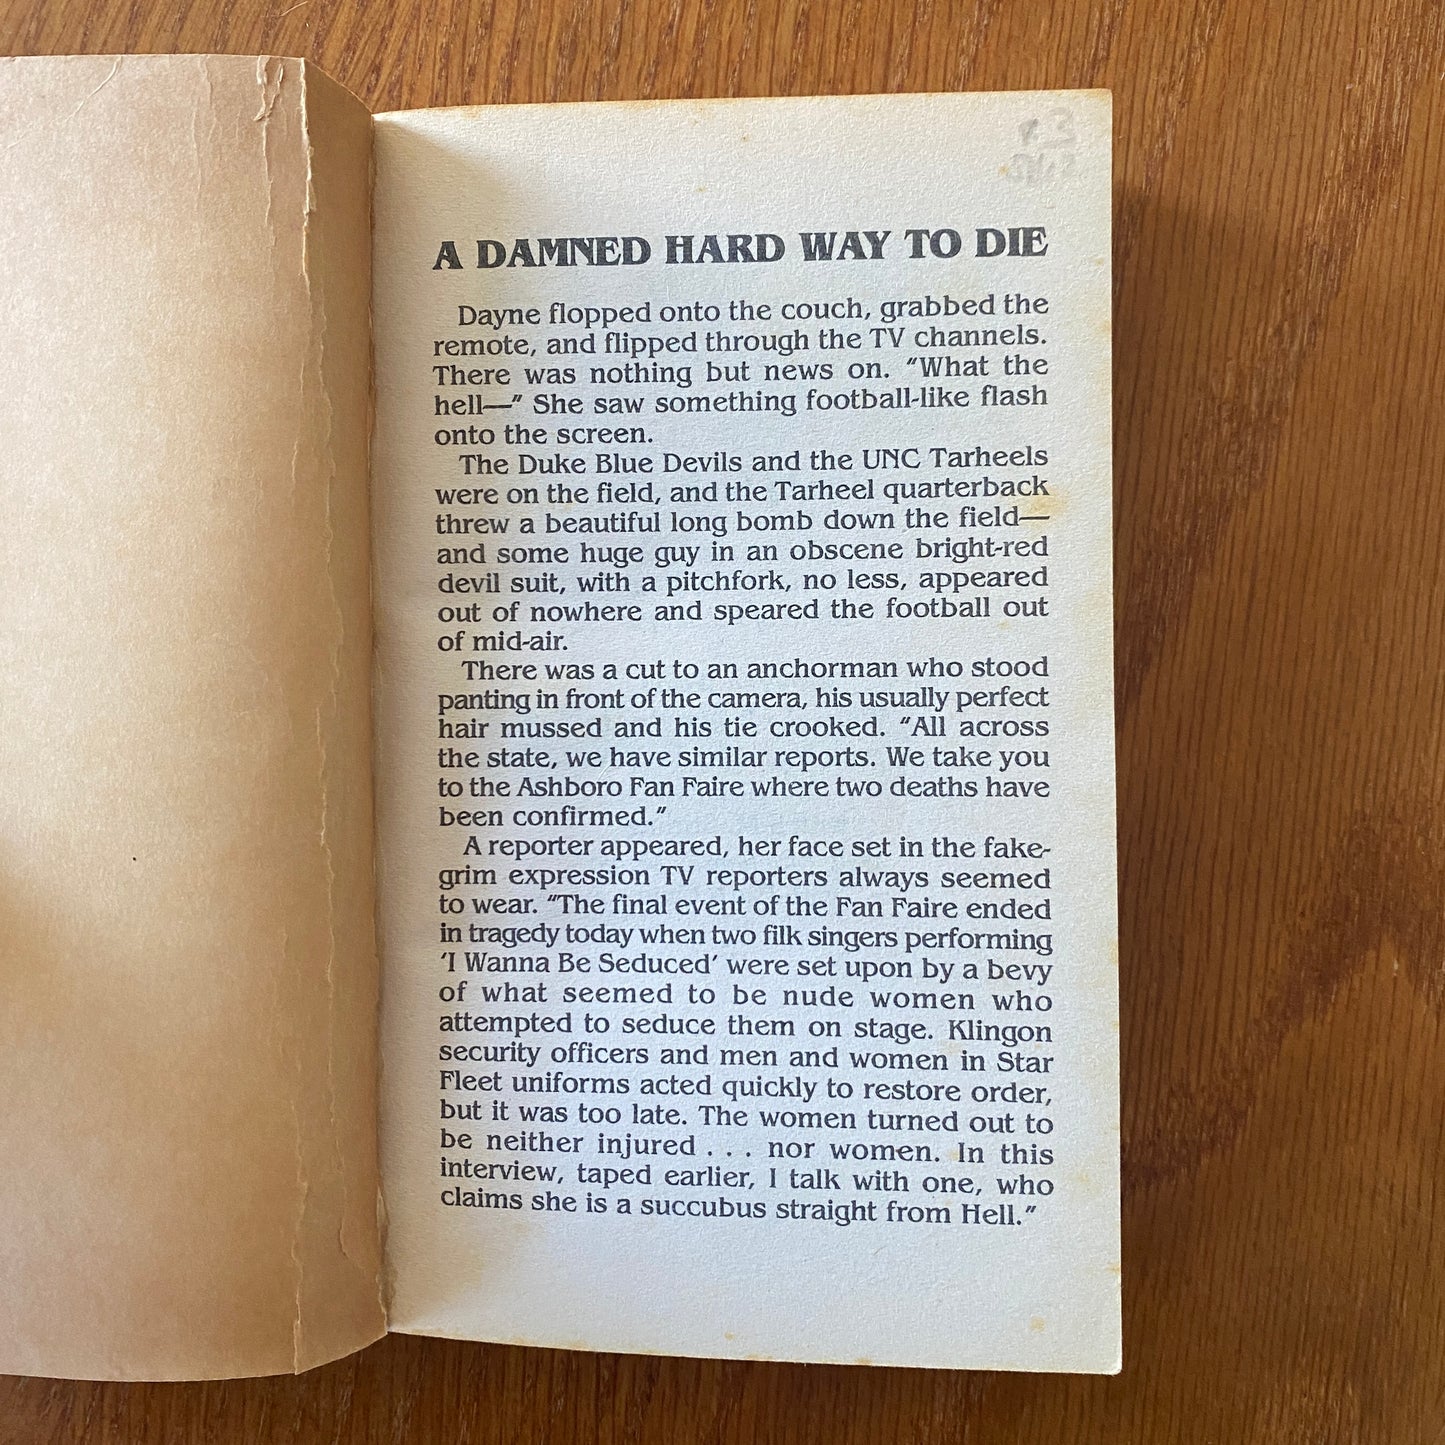 A DAMNED HARD WAY TO DIE
Dayne flopped onto the couch, grabbed the
remote, and flipped through the TV channels.
There was nothing but news on. "What the
hell—" She saw something football-like flash
onto the screen.
The Duke Blue Devils and the UNC Tarheels
were on the field, and the Tarheel quarterback
threw a beautiful long bomb down the field—
and some huge guy in an obscene bright-red
devil suit, with a pitchfork, no less, appeared
out of nowhere and speared the football out
of mid-air.
There was a cut to an anchorman who stood
panting in front of the camera, his usually perfect
hair mussed and his tie crooked. "All across
the state, we have similar reports. We take you
to the Ashboro Fan Faire where two deaths have
been confirmed."
A reporter appeared, her face set in the fake-
grim expression TV reporters always seemed
to wear. "The final event of the Fan Faire ended
in tragedy today when two filk singers performing
'I Wanna Be Seduced' were set upon by a bevy
of what seemed to be nude women who
attempted to seduce them on stage. Klingon
security officers and men and women in Star
Fleet uniforms acted quickly to restore order,
but it was too late. The women turned out to
be neither injured . . . nor women. In this
interview, taped earlier, I talk with one, who
claims she is a succubus straight from Hell."